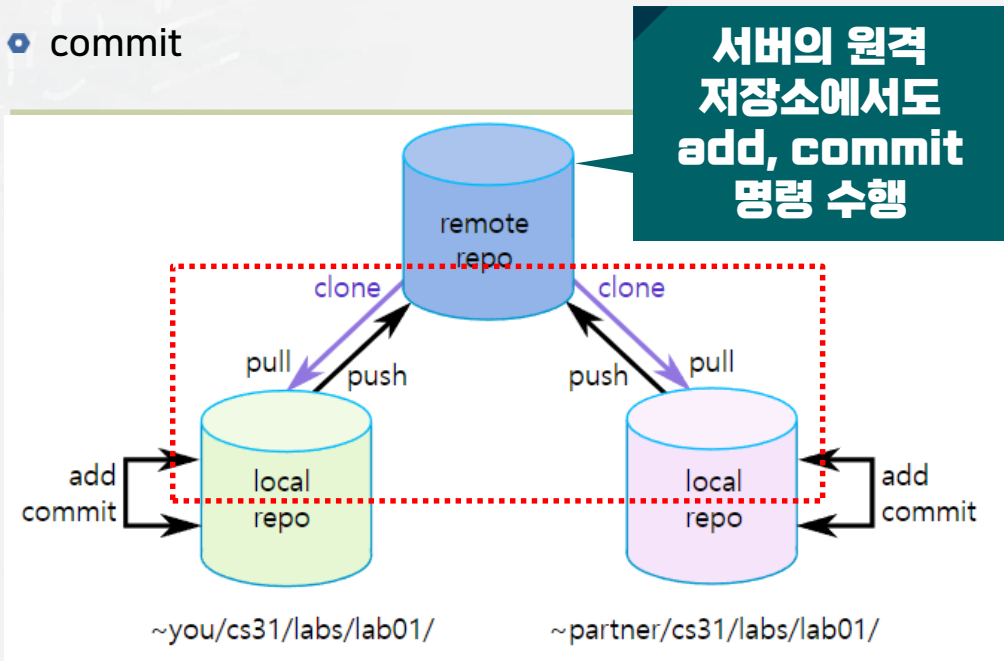 commit
서버의 원격
저장소에서도
add, commit
명령 수행
remote
repo
clone
clone
pull
push
push
pull
add
commit
local
repo
local
repo
add
commit
~you/cs31/labs/lab01/
~partner/cs31/labs/lab01/